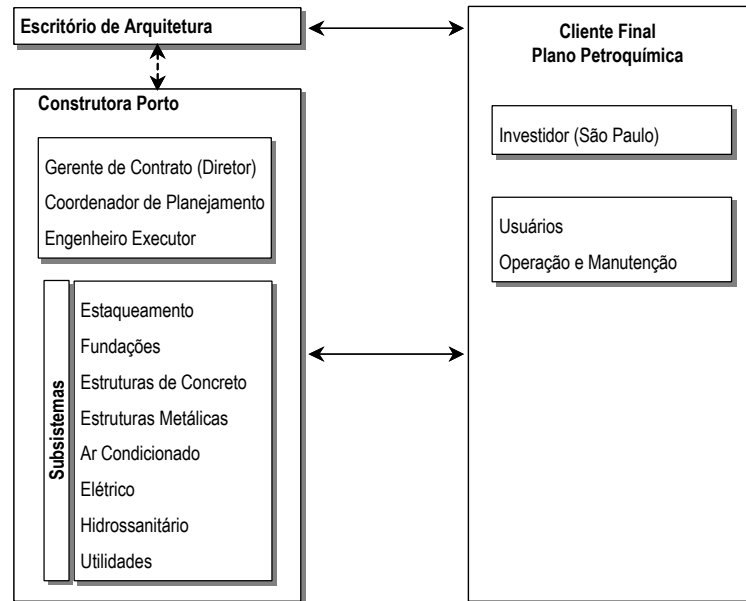 Escritório de Arquitetura
Construtora Porto
Gerente de Contrato (Diretor)
Coordenador de Planejamento
Engenheiro Executor
Subsistemas
Estaqueamento
Fundações
Estruturas de Concreto
Estruturas Metálicas
Ar Condicionado
Elétrico
Hidrossanitário
Utilidades
Cliente Final
Plano Petroquímica
Investidor (São Paulo)
Usuários
Operação e Manutenção